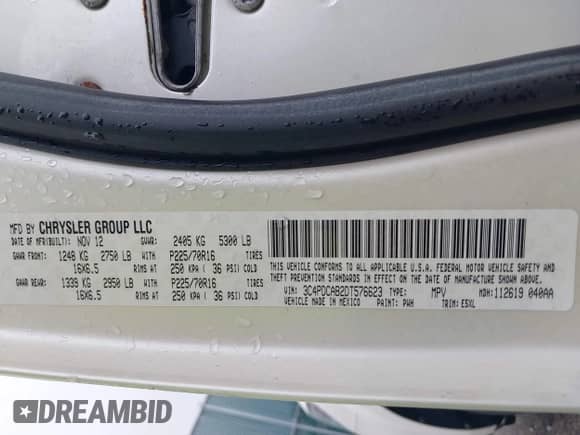 MFD BY CHRYSLER GROUP LLC
DATE OF MFR(BUILT): NOV 12 GVWR: 2405 KG 5300 LB
GAWR FRONT: 1248 KG 2750 LB WITH P225/70R16 TIRES
16X6.5 RIMS AT 250 KPA ( 36 PSI) COLD
GAWR REAR: 1339 KG 2950 LB WITH P225/70R16 TIRES
16X6.5 RIMS AT 250 KPA ( 36 PSI) COLD
THIS VEHICLE CONFORMS TO ALL APPLICABLE U.S.A. FEDERAL MOTOR VEHICLE SAFETY,
BUMPER, AND THEFT PREVENTION STANDARDS IN EFFECT ON THE DATE OF MANUFACTURE SHOWN ABOVE.
VIN: 3C4PDCAB2DT576623 TYPE: MPV MDH: 112619 040AA
VEHICLE MADE IN MEXICO PAINT: PWH TRIM: E5XL
DREAMBID